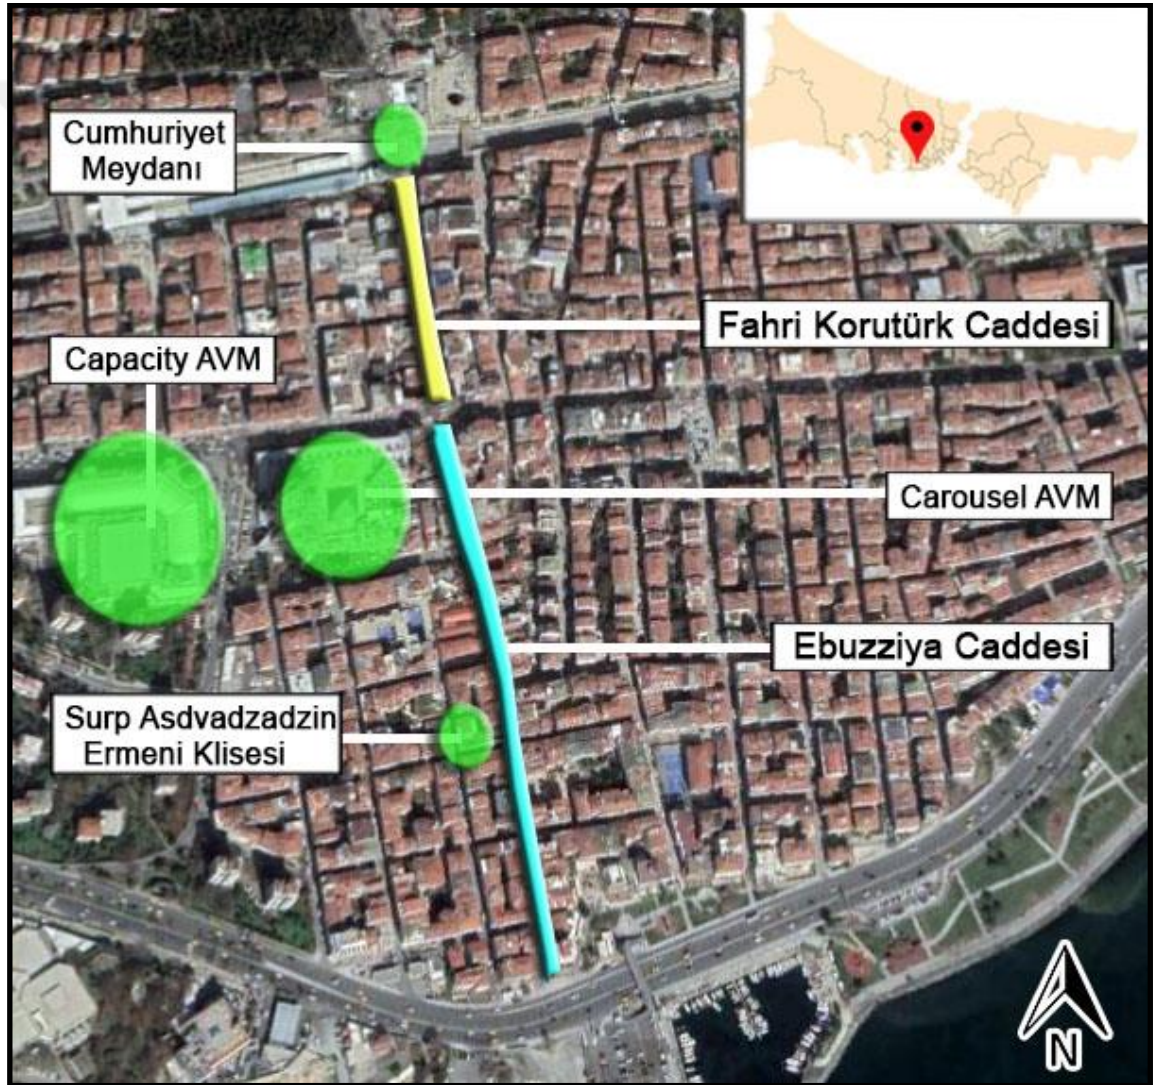 Cumhuriyet
Meydanı
Fahri Korutürk Caddesi
Capacity AVM
Carousel AVM
Ebuzziya Caddesi
Surp Asdvadzadzin
Ermeni Klisesi
N